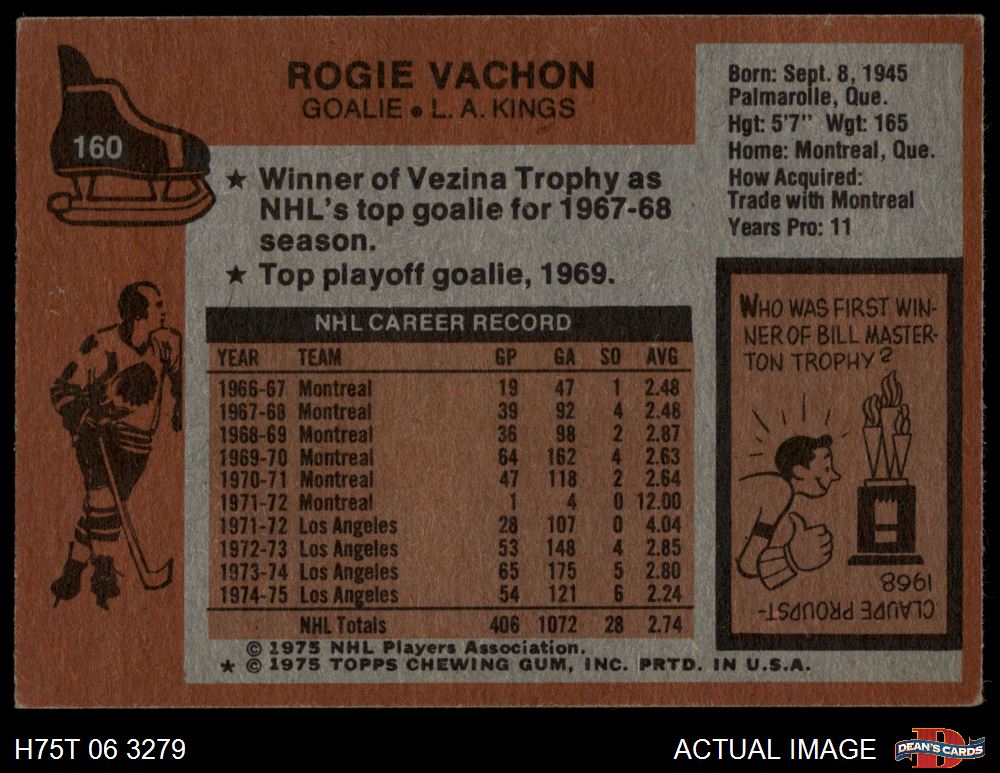 160
ROGIE VACHON
GOALIE • L. A. KINGS
★ Winner of Vezina Trophy as
NHL's top goalie for 1967-68
season.
★ Top playoff goalie, 1969.
Born: Sept. 8, 1945
Palmarolle, Que.
Hgt: 5'7" Wgt: 165
Home: Montreal, Que.
How Acquired:
Trade with Montreal
Years Pro: 11
NHL CAREER RECORD
YEAR TEAM GP GA SO AVG
1966-67 Montreal 19 47 1 2.48
1967-68 Montreal 39 92 4 2.48
1968-69 Montreal 36 98 2 2.87
1969-70 Montreal 64 162 4 2.63
1970-71 Montreal 47 118 2 2.64
1971-72 Montreal 1 4 0 12.00
1971-72 Los Angeles 28 107 0 4.04
1972-73 Los Angeles 53 148 4 2.85
1973-74 Los Angeles 65 175 5 2.80
1974-75 Los Angeles 54 121 6 2.24
NHL Totals 406 1072 28 2.74
© 1975 NHL Players Association.
★ © 1975 TOPPS CHEWING GUM, INC. PRTD. IN U.S.A.
WHO WAS FIRST WIN-
NER OF BILL MASTER-
TON TROPHY?
CLAUDE PROUPST-
1968
H75T 06 3279
ACTUAL IMAGE
D
DEAN'S CARDS